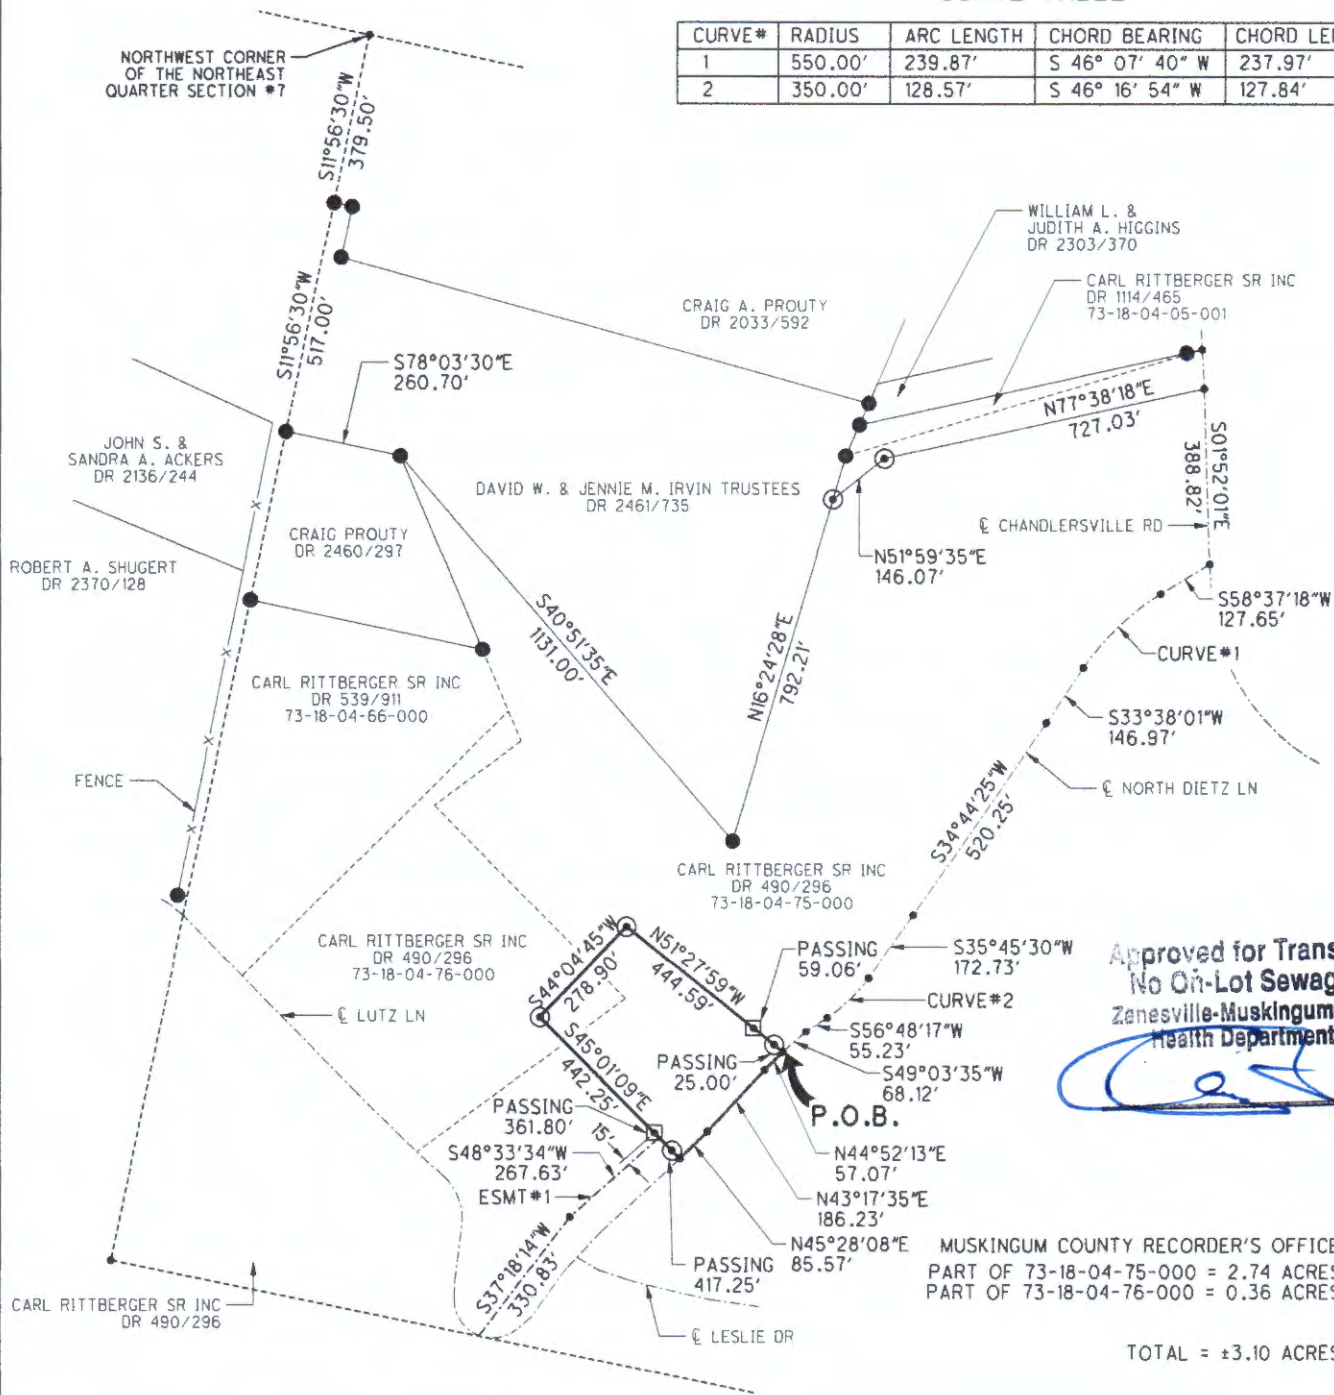 CURVE TABLE
CURVE# RADIUS ARC LENGTH CHORD BEARING CHORD LE
1 550.00' 239.87' S 46° 07' 40" W 237.97'
2 350.00' 128.57' S 46° 16' 54" W 127.84'
NORTHWEST CORNER
OF THE NORTHEAST
QUARTER SECTION #7
S11°56'30"W
379.50'
S11°56'30"W
517.00'
WILLIAM L. &
JUDITH A. HIGGINS
DR 2303/370
CARL RITTBERGER SR INC
DR 1114/465
73-18-04-05-001
CRAIG A. PROUTY
DR 2033/592
S78°03'30"E
260.70'
N77°38'18"E
727.03'
JOHN S. &
SANDRA A. ACKERS
DR 2136/244
DAVID W. & JENNIE M. IRVIN TRUSTEES
DR 2461/735
S01°52'01"E
388.82'
℄ CHANDLERSVILLE RD
CRAIG PROUTY
DR 2460/297
ROBERT A. SHUGERT
DR 2370/128
N51°59'35"E
146.07'
S58°37'18"W
127.65'
CURVE#1
S40°51'35"E
1131.00'
N16°24'28"E
792.21'
CARL RITTBERGER SR INC
DR 539/911
73-18-04-66-000
S33°38'01"W
146.97'
FENCE
℄ NORTH DIETZ LN
S34°44'25"W
520.25'
CARL RITTBERGER SR INC
DR 490/296
73-18-04-75-000
CARL RITTBERGER SR INC
DR 490/296
73-18-04-76-000
℄ LUTZ LN
S44°04'45"W
278.90'
N51°27'59"W
444.59'
PASSING
59.06'
S35°45'30"W
172.73'
Approved for Trans
No On-Lot Sewag
Zanesville-Muskingum
Health Department
CURVE#2
S56°48'17"W
55.23'
S49°03'35"W
68.12'
PASSING
25.00'
P.O.B.
S45°01'09"E
442.25'
PASSING
361.80'
15'
S48°33'34"W
267.63'
ESMT#1
N44°52'13"E
57.07'
N43°17'35"E
186.23'
N45°28'08"E
85.57'
PASSING
417.25'
S37°18'14"W
330.83'
℄ LESLIE DR
CARL RITTBERGER SR INC
DR 490/296
MUSKINGUM COUNTY RECORDER'S OFFICE
PART OF 73-18-04-75-000 = 2.74 ACRES
PART OF 73-18-04-76-000 = 0.36 ACRES
TOTAL = ±3.10 ACRES